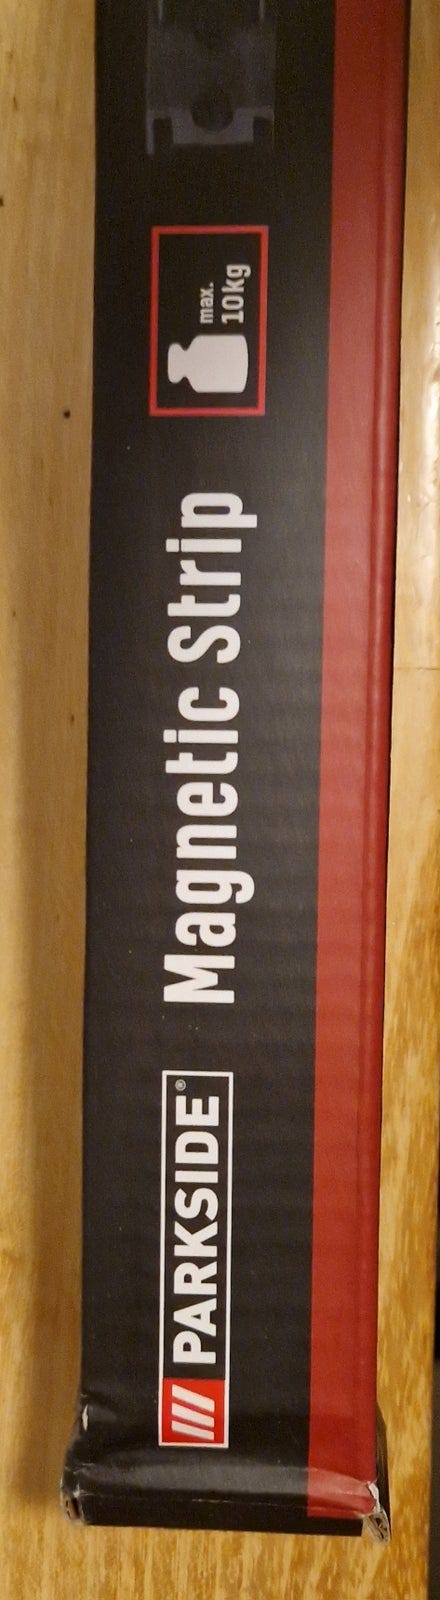 PARKSIDE®
Magnetic Strip
max.
10kg